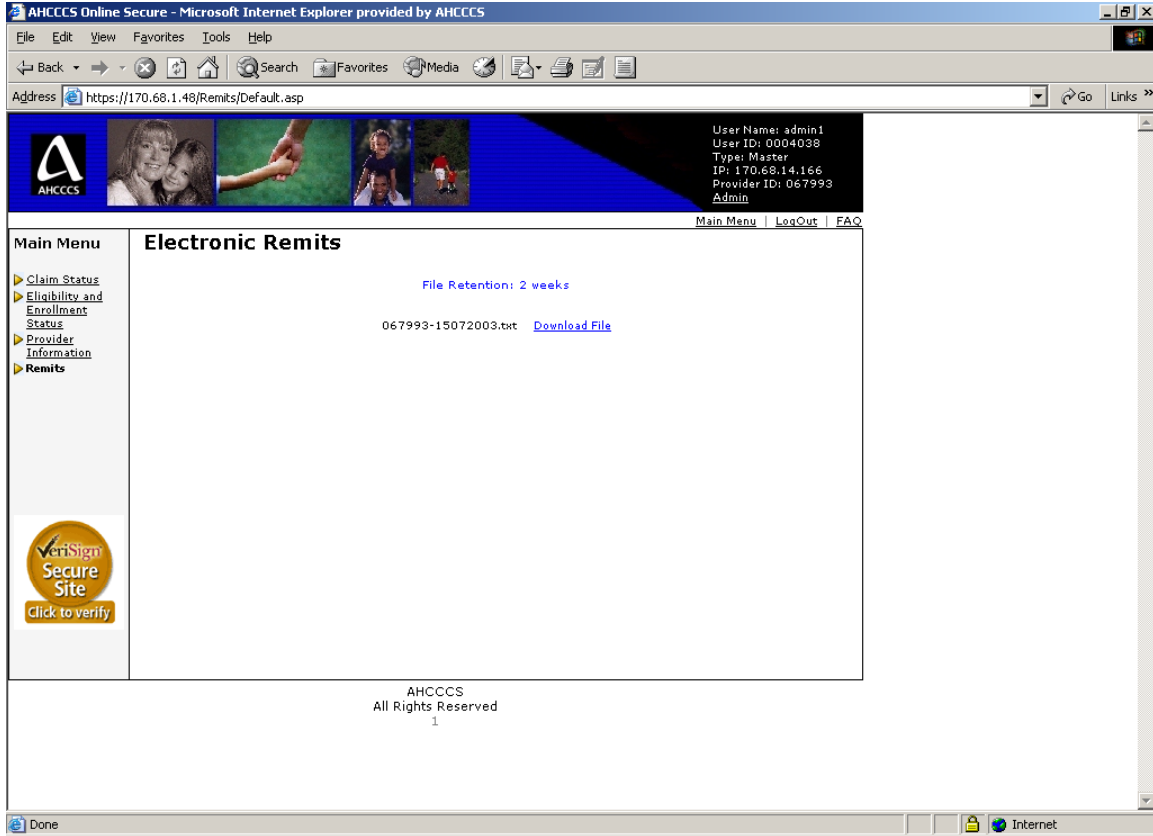 AHCCCS Online Secure - Microsoft Internet Explorer provided by AHCCCS
File Edit View Favorites Tools Help
Back Search Favorites Media
Address https://170.68.1.48/Remits/Default.asp Go Links »
AHCCCS
User Name: admin1
User ID: 0004038
Type: Master
IP: 170.68.14.166
Provider ID: 067993
Admin
Main Menu | LogOut | FAQ
Main Menu
Claim Status
Eligibility and
Enrollment
Status
Provider
Information
Remits
Electronic Remits
File Retention: 2 weeks
067993-15072003.txt Download File
VeriSign
Secure
Site
Click to verify
AHCCCS
All Rights Reserved
1
Done Internet